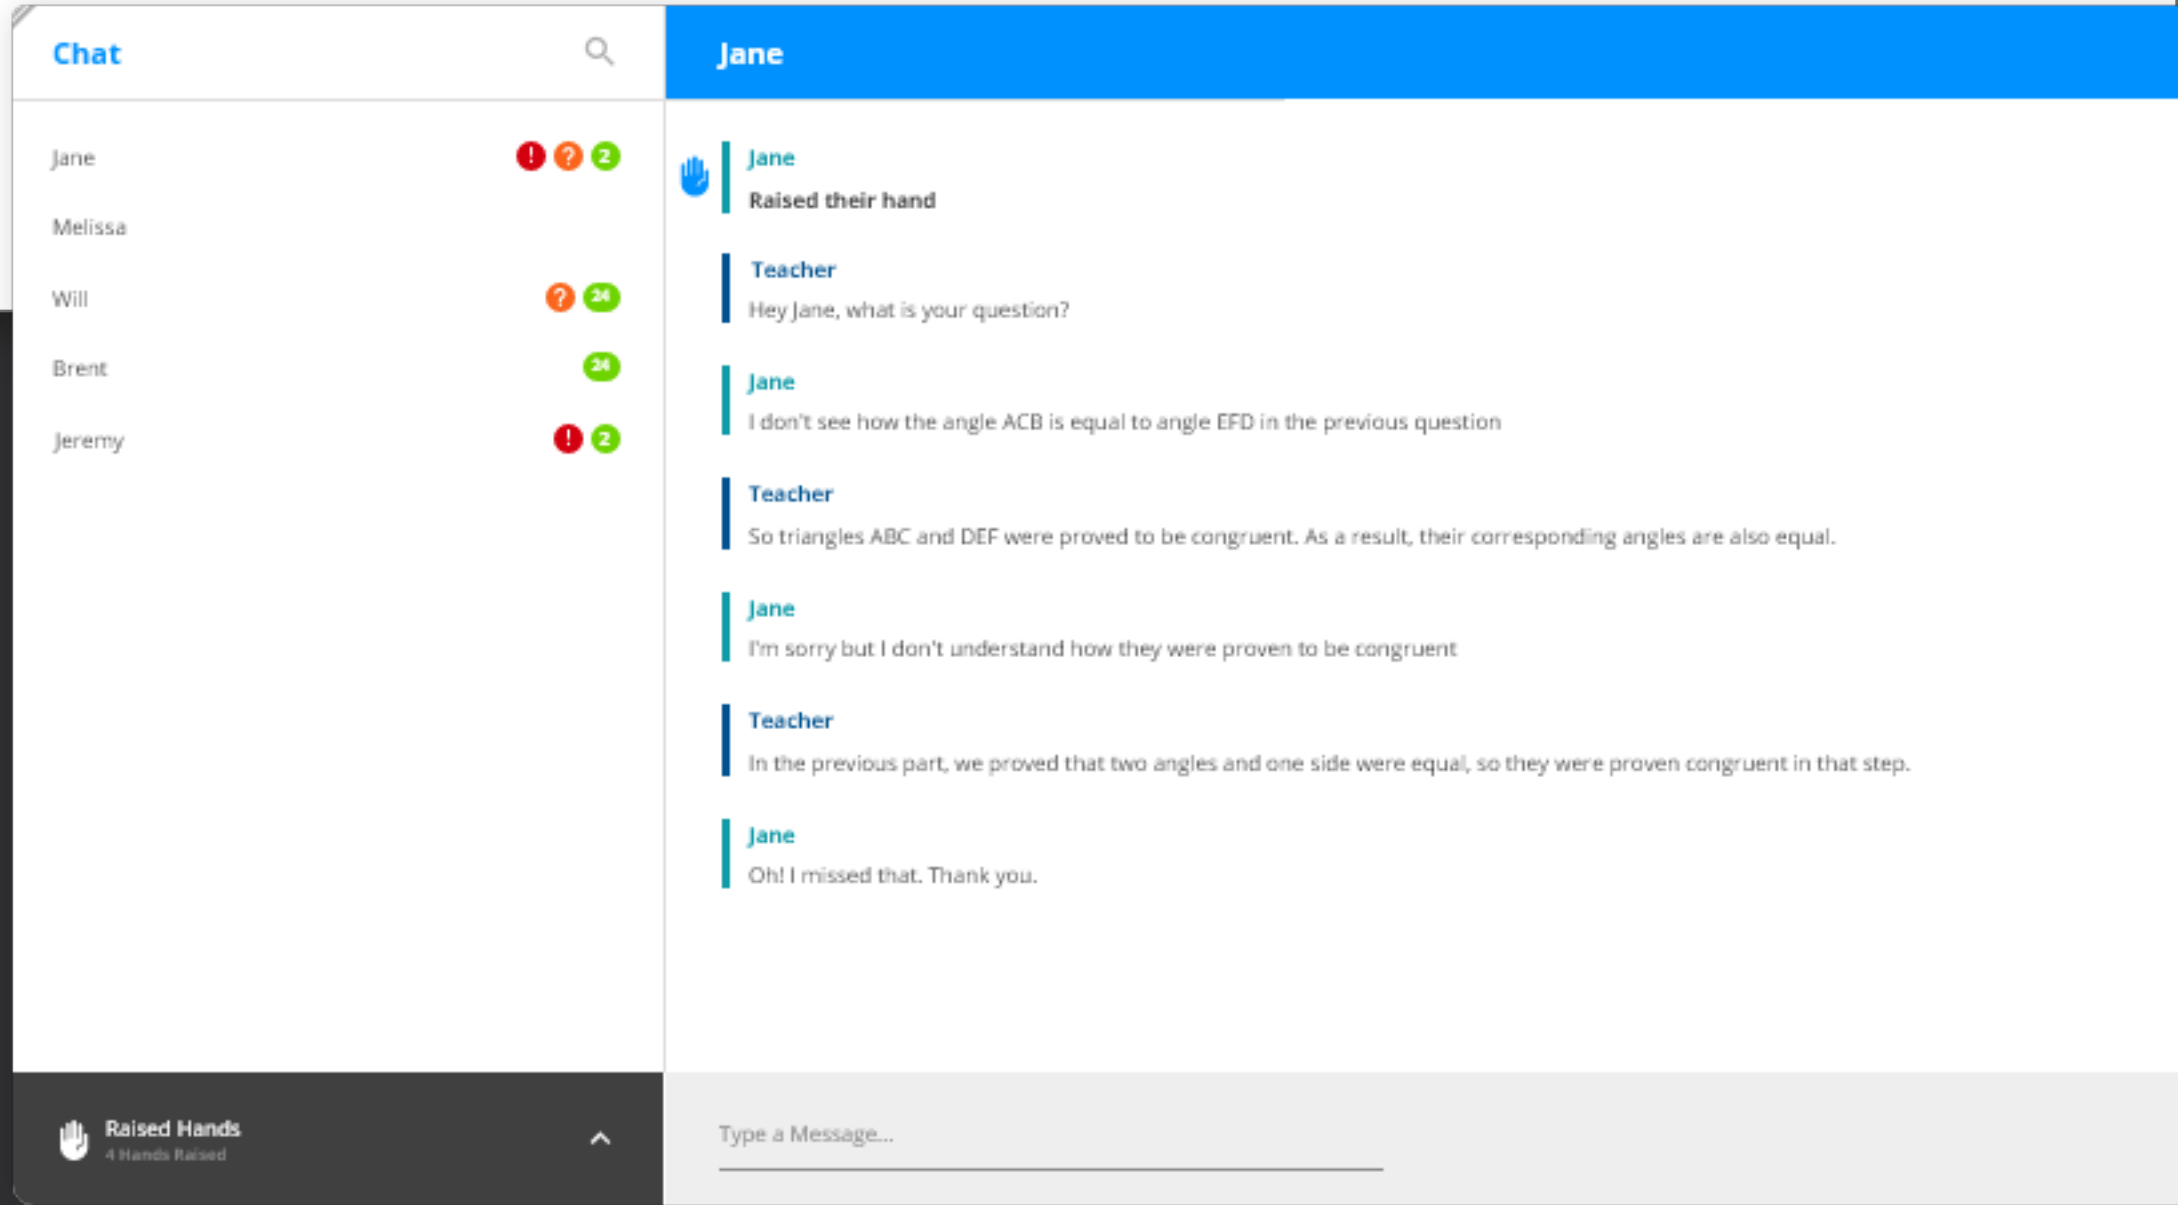 Chat
Jane
! ? 2
Melissa
Will
? 24
Brent
24
Jeremy
! 2
Raised Hands
4 Hands Raised
Jane
Jane
Raised their hand
Teacher
Hey Jane, what is your question?
Jane
I don't see how the angle ACB is equal to angle EFD in the previous question
Teacher
So triangles ABC and DEF were proved to be congruent. As a result, their corresponding angles are also equal.
Jane
I'm sorry but I don't understand how they were proven to be congruent
Teacher
In the previous part, we proved that two angles and one side were equal, so they were proven congruent in that step.
Jane
Oh! I missed that. Thank you.
Type a Message...